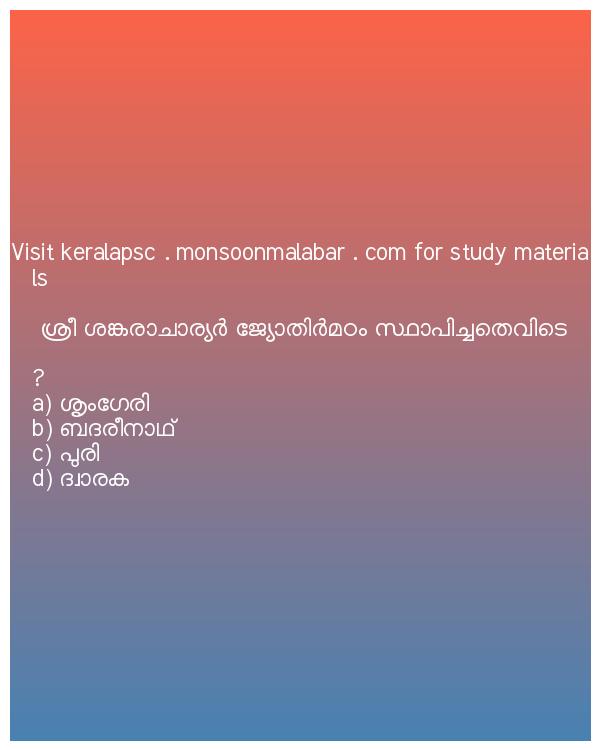 Visit keralapsc . monsoonmalabar . com for study materia
ls
ശ്രീ ശങ്കരാചാര്യർ ജ്യോതിർമഠം സ്ഥാപിച്ചതെവിടെ
?
a) ശൃംഗേരി
b) ബദരീനാഥ്
c) പുരി
d) ദ്വാരക